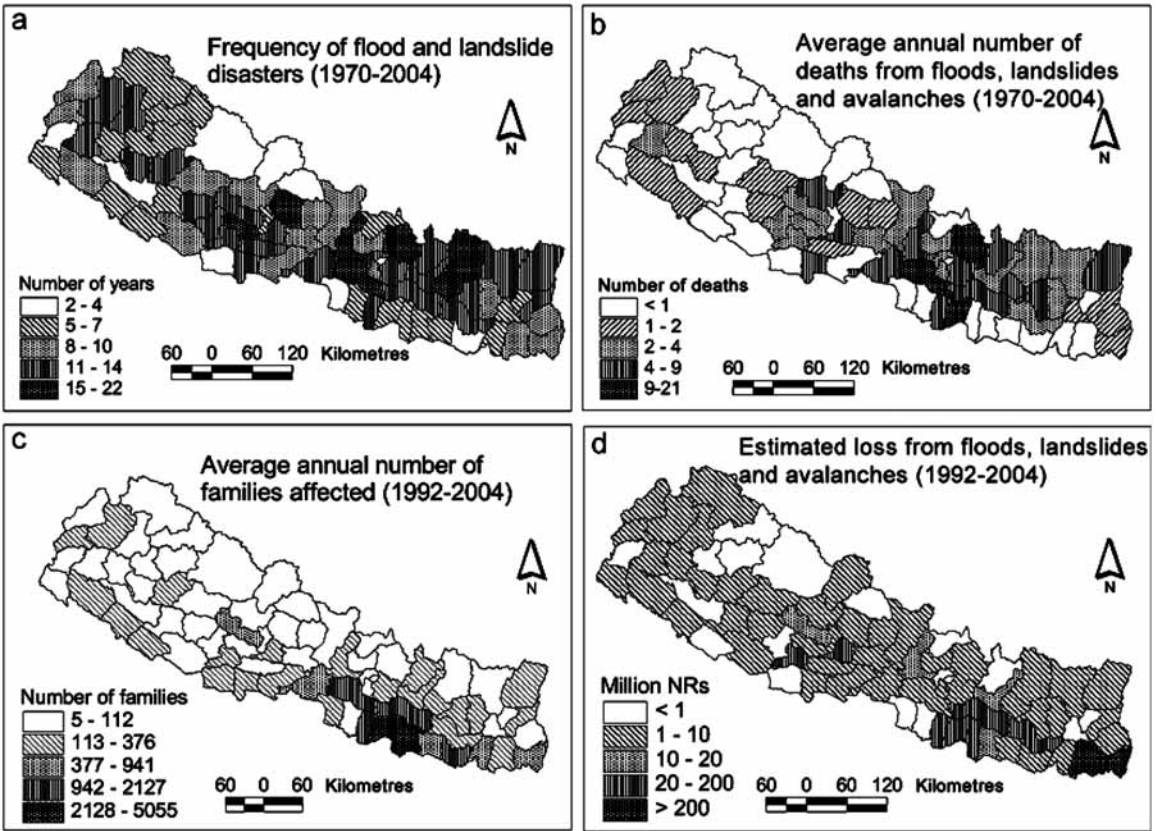 a
Frequency of flood and landslide
disasters (1970-2004)
N
Number of years
2 - 4
5 - 7
8 - 10
11 - 14
15 - 22
60 0 60 120 Kilometres
b
Average annual number of
deaths from floods, landslides
and avalanches (1970-2004)
N
Number of deaths
< 1
1 - 2
2 - 4
4 - 9
9-21
60 0 60 120 Kilometres
c
Average annual number of
families affected (1992-2004)
N
Number of families
5 - 112
113 - 376
377 - 941
942 - 2127
2128 - 5055
60 0 60 Kilometres
d
Estimated loss from floods, landslides
and avalanches (1992-2004)
N
Million NRs
< 1
1 - 10
10 - 20
20 - 200
> 200
60 0 60 120 Kilometres